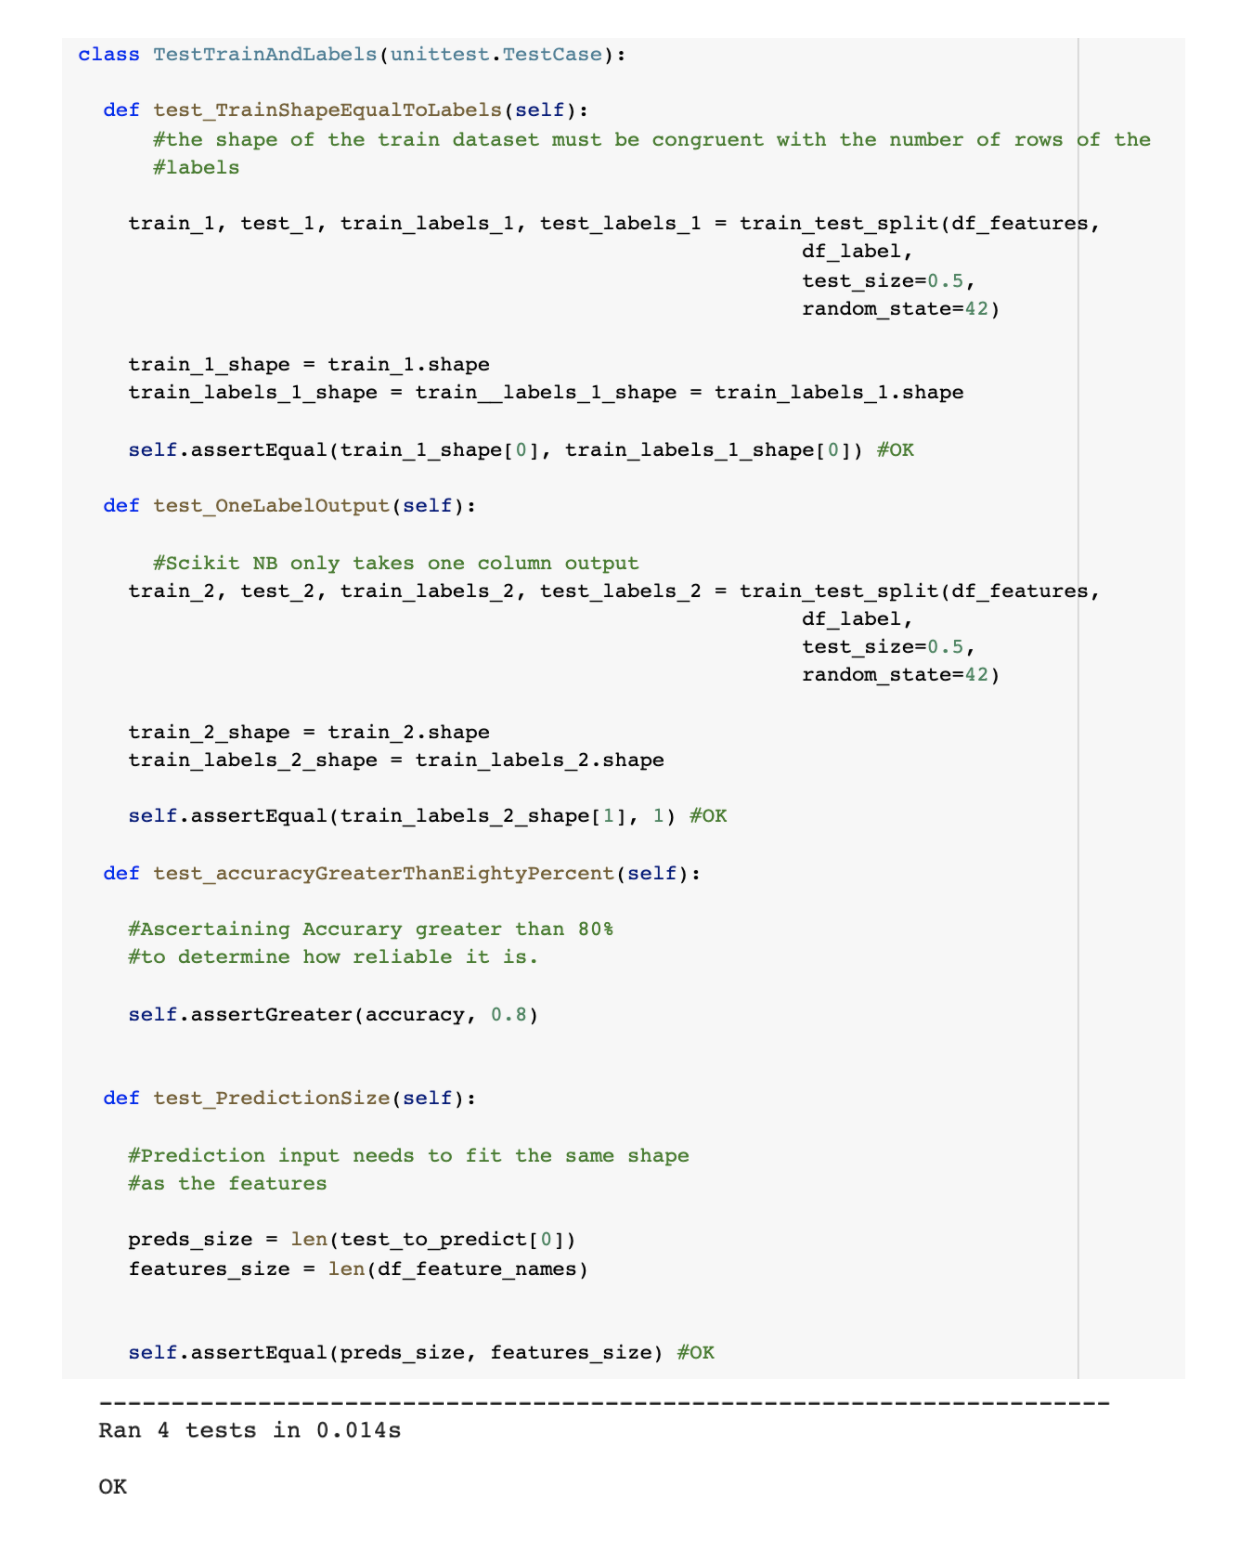 class TestTrainAndLabels(unittest.TestCase):
def test_TrainShapeEqualToLabels(self):
#the shape of the train dataset must be congruent with the number of rows of the
#labels
train_1, test_1, train_labels_1, test_labels_1 = train_test_split(df_features,
df_label,
test_size=0.5,
random_state=42)
train_1_shape = train_1.shape
train_labels_1_shape = train__labels_1_shape = train_labels_1.shape
self.assertEqual(train_1_shape[0], train_labels_1_shape[0]) #OK
def test_OneLabelOutput(self):
#Scikit NB only takes one column output
train_2, test_2, train_labels_2, test_labels_2 = train_test_split(df_features,
df_label,
test_size=0.5,
random_state=42)
train_2_shape = train_2.shape
train_labels_2_shape = train_labels_2.shape
self.assertEqual(train_labels_2_shape[1], 1) #OK
def test_accuracyGreaterThanEightyPercent(self):
#Ascertaining Accurary greater than 80%
#to determine how reliable it is.
self.assertGreater(accuracy, 0.8)
def test_PredictionSize(self):
#Prediction input needs to fit the same shape
#as the features
preds_size = len(test_to_predict[0])
features_size = len(df_feature_names)
self.assertEqual(preds_size, features_size) #OK
----------------------------------------------------------------------
Ran 4 tests in 0.014s
OK